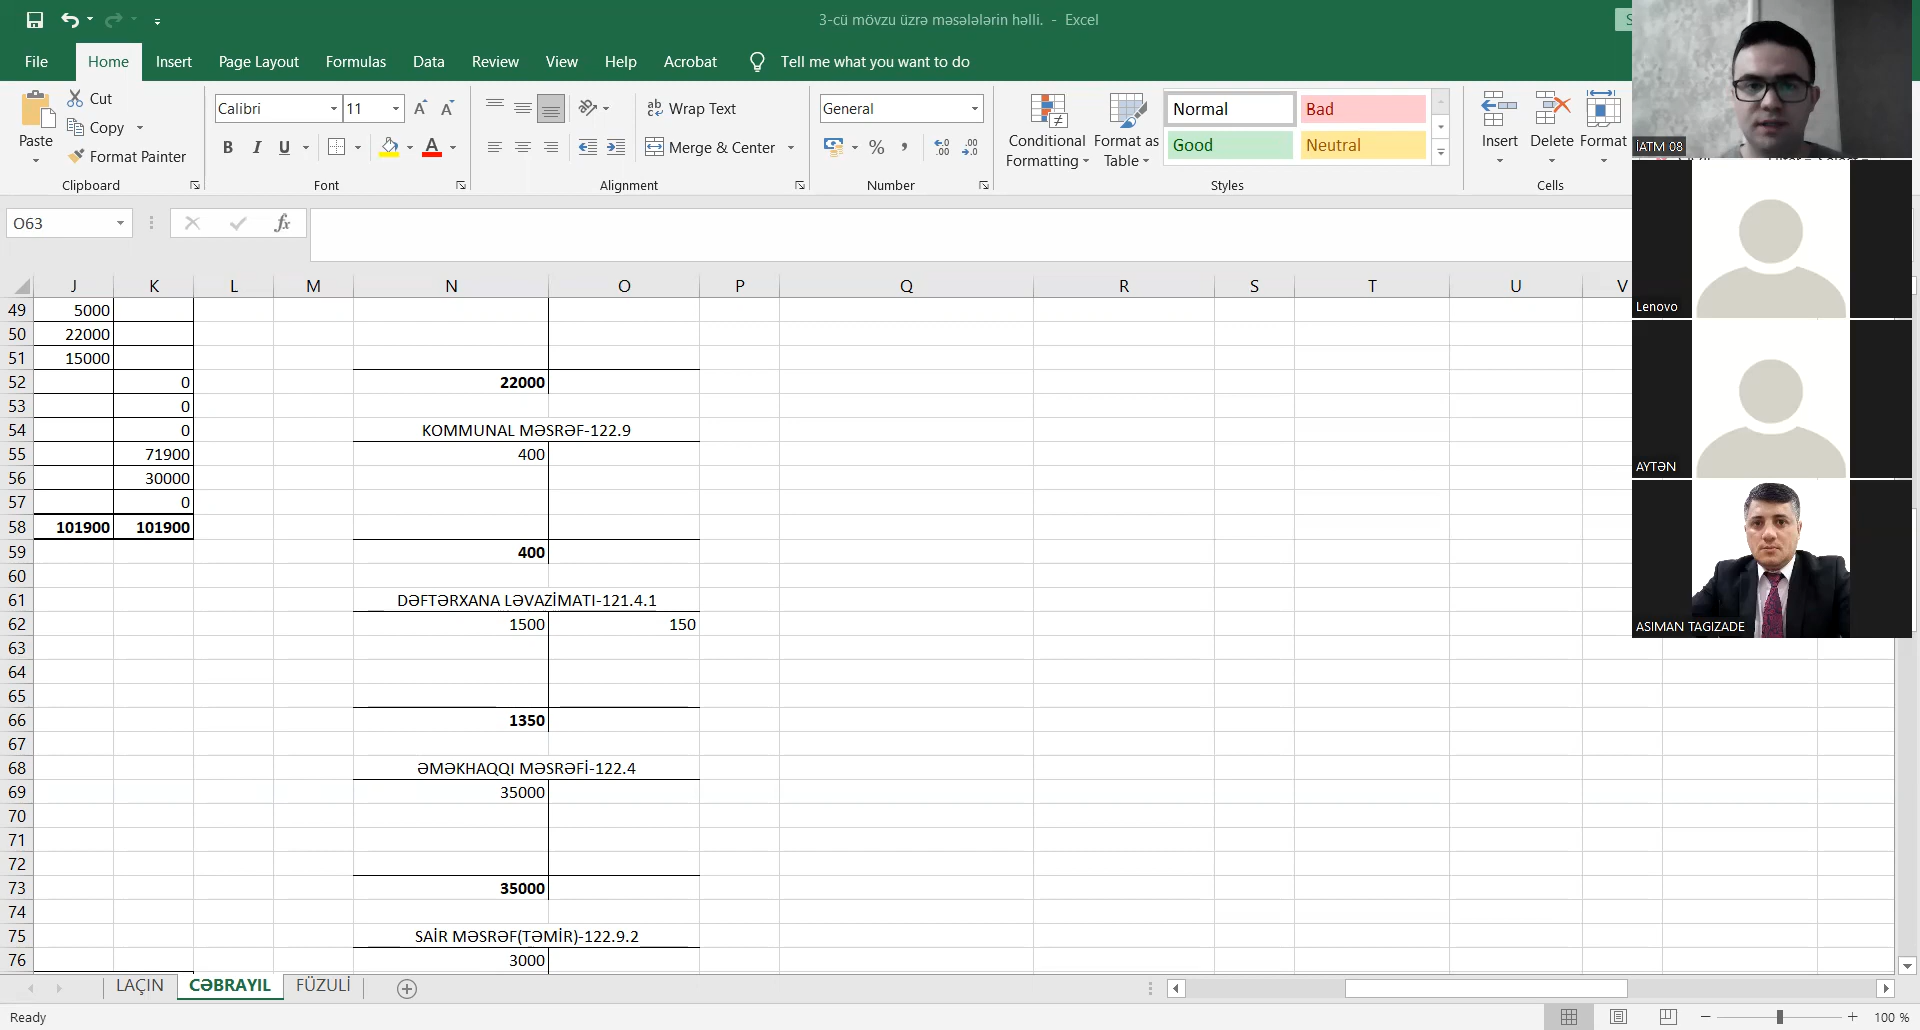 3-cü mövzu üzrə məsələlərin həlli. - Excel
File Home Insert Page Layout Formulas Data Review View Help Acrobat Tell me what you want to do
Cut
Copy
Format Painter
Paste
Clipboard
Calibri 11
B I U
Font
Wrap Text
Merge & Center
Alignment
General
Number
Conditional Formatting
Format as Table
Normal Bad
Good Neutral
Styles
Insert Delete Format
Cells
İATM 08
Lenovo
AYTƏN
ASIMAN TAGIZADE
O63
fx
J K L M N O P Q R S T U V
49 5000
50 22000
51 15000
52 0 22000
53 0
54 0 KOMMUNAL MƏSRƏF-122.9
55 71900 400
56 30000
57 0
58 101900 101900
59 400
60
61 DƏFTƏRXANA LƏVAZİMATI-121.4.1
62 1500 150
63
64
65
66 1350
67
68 ƏMƏKHAQQI MƏSRƏFİ-122.4
69 35000
70
71
72
73 35000
74
75 SAİR MƏSRƏF(TƏMİR)-122.9.2
76 3000
LAÇIN CƏBRAYIL FÜZULİ
Ready
100 %